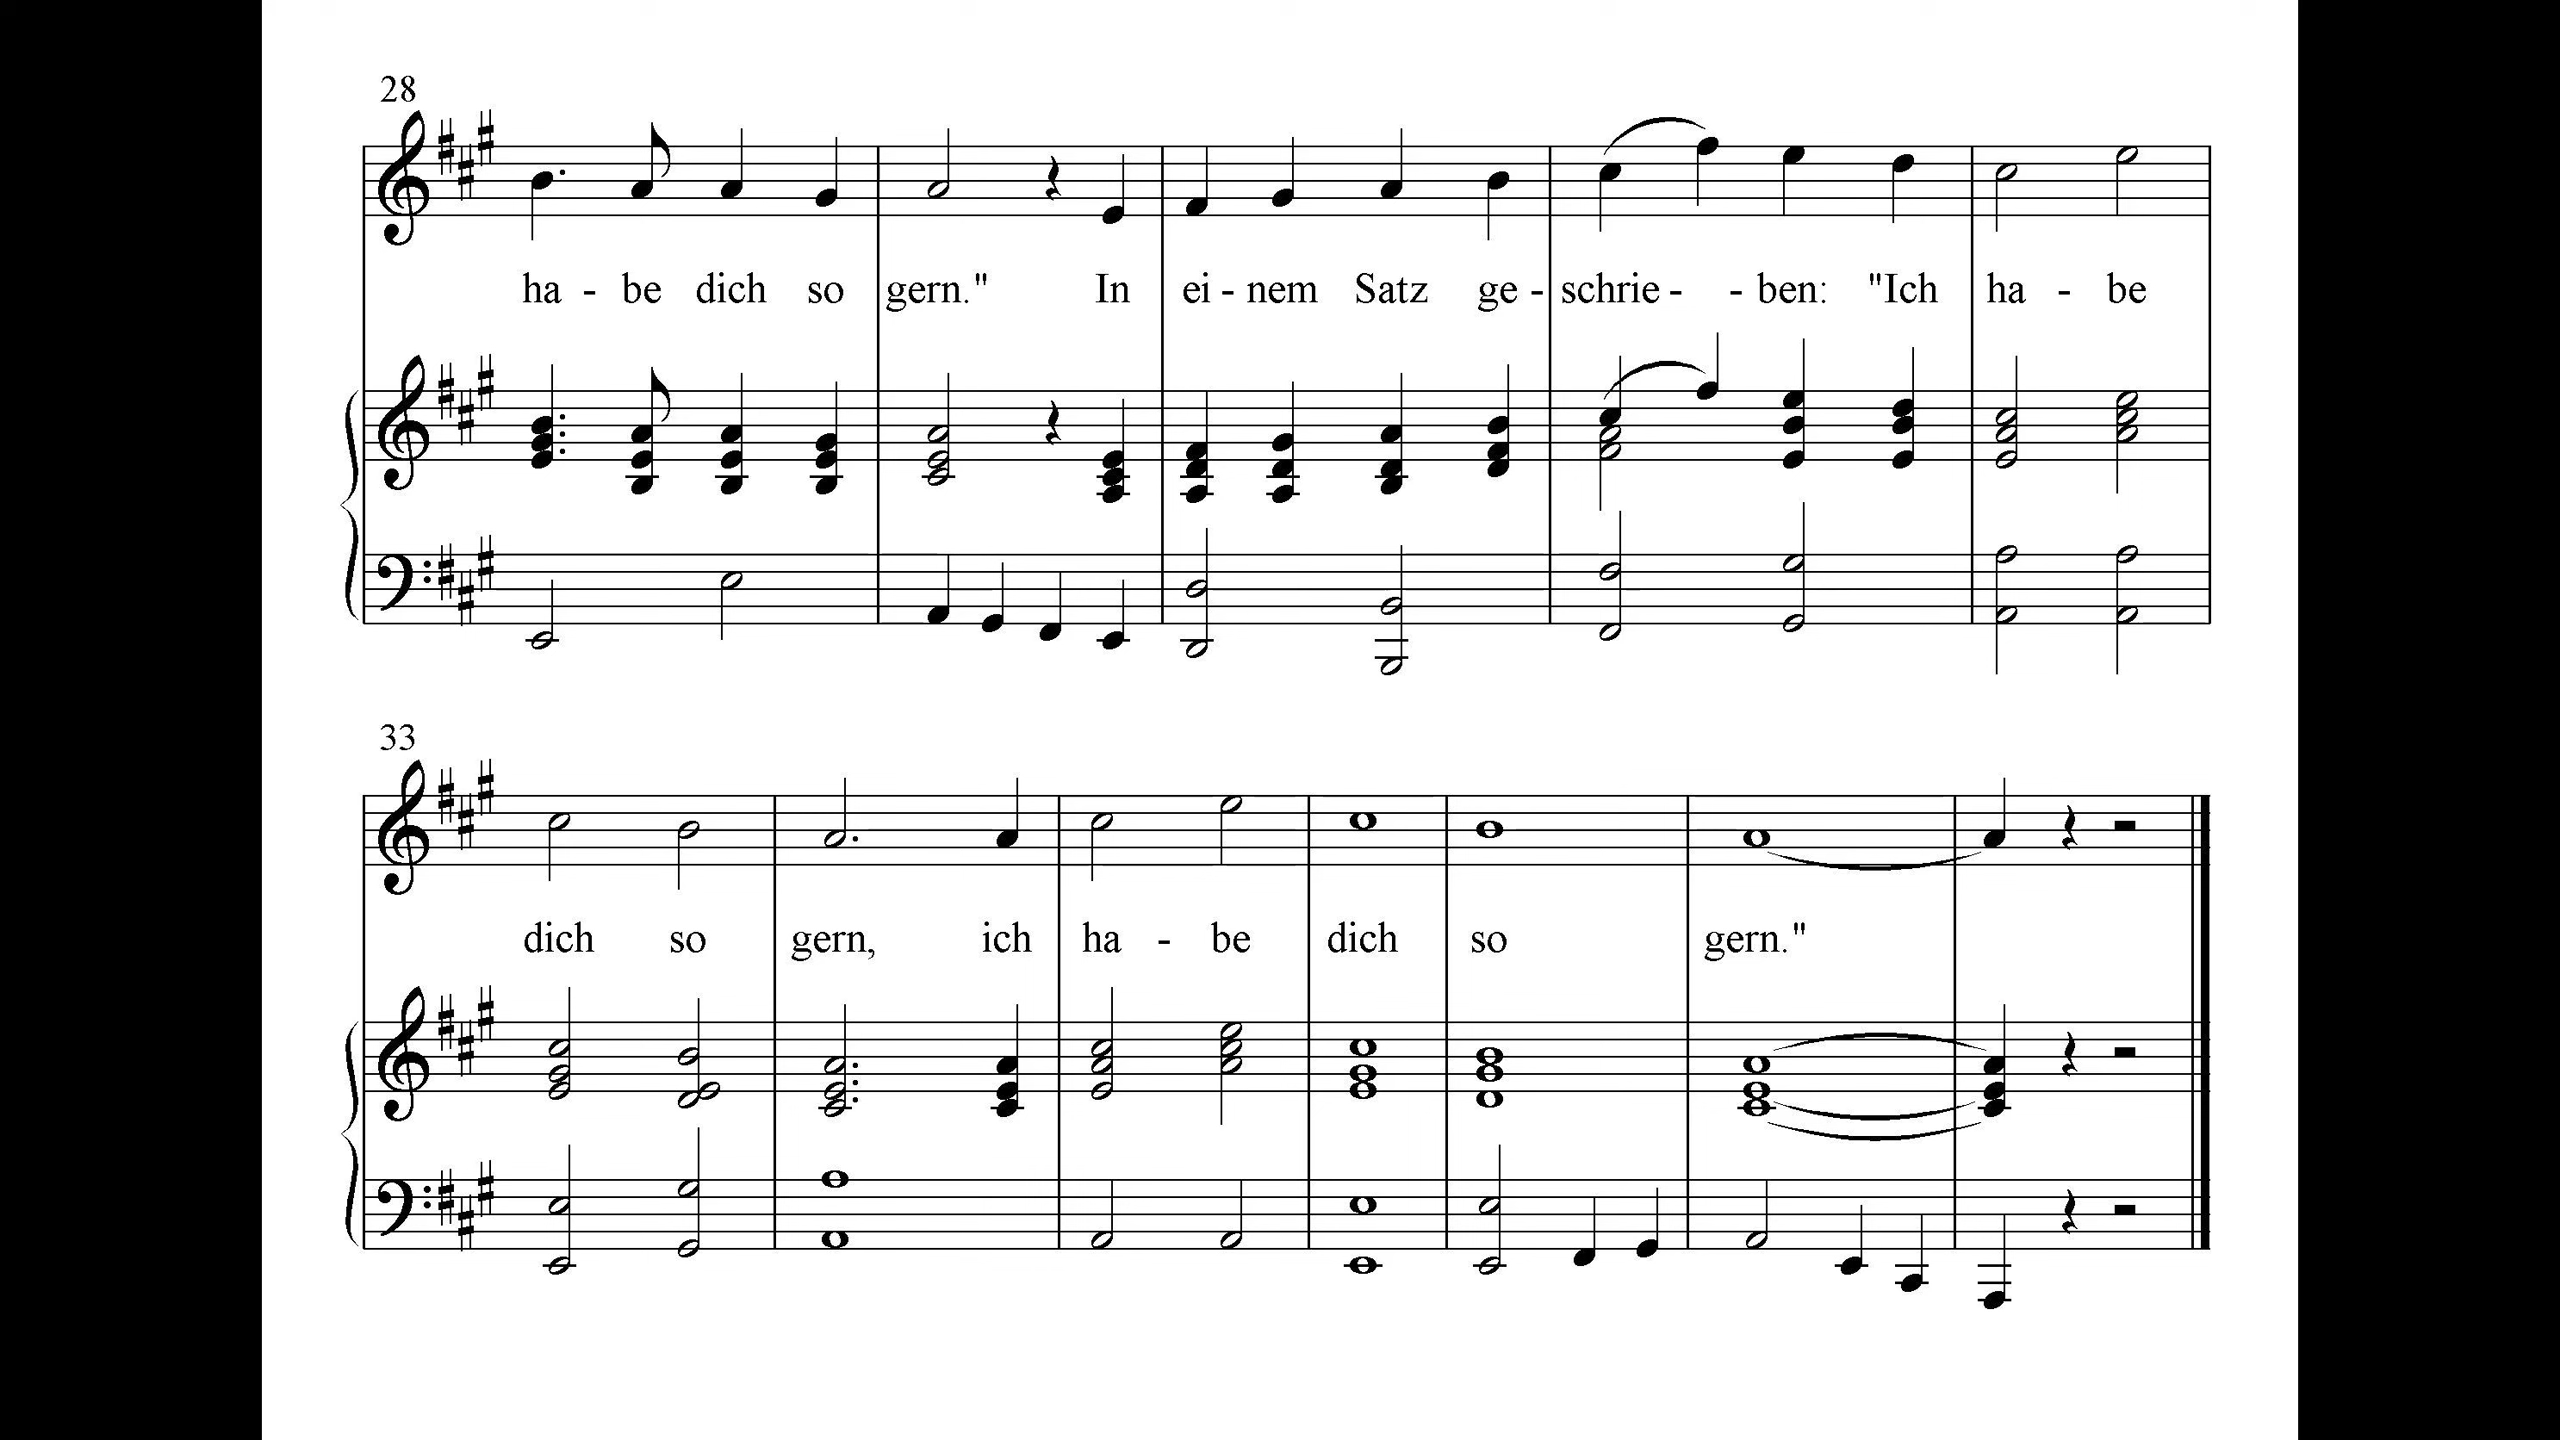 28
ha - be dich so gern." In ei - nem Satz ge - schrie - - ben: "Ich ha - be
33
dich so gern, ich ha - be dich so gern."